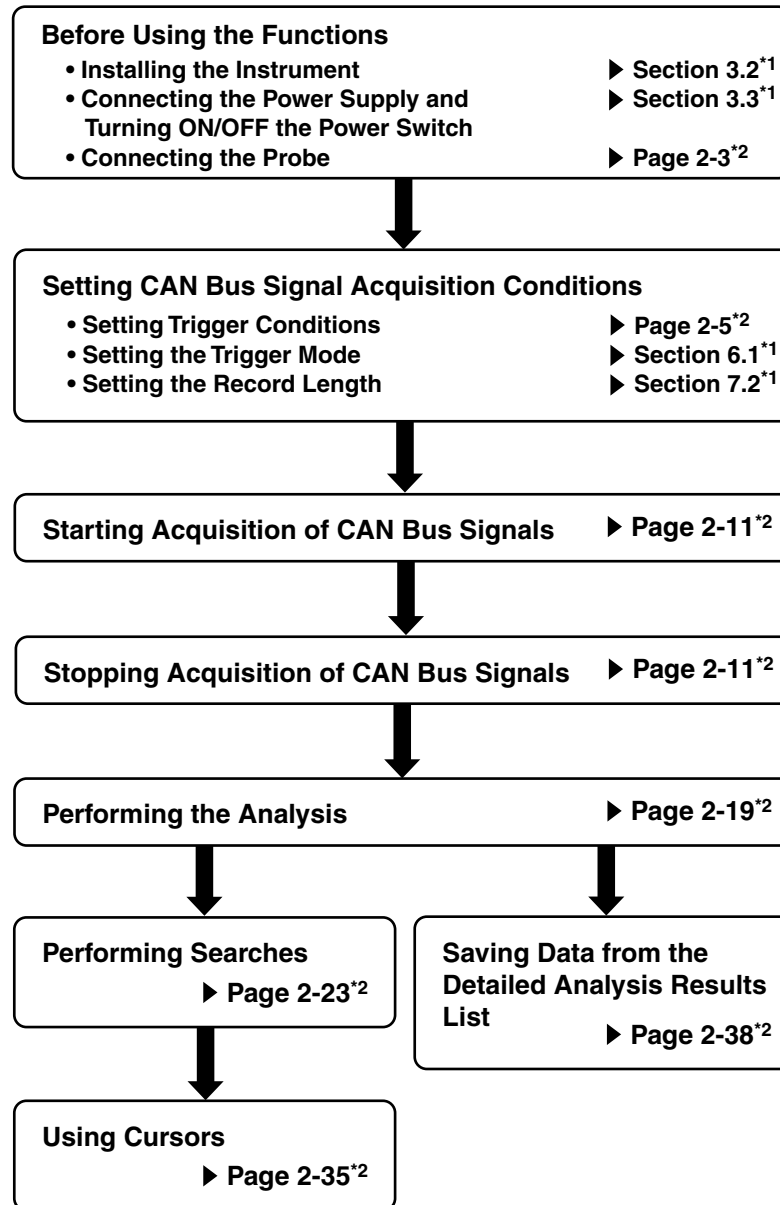 Before Using the Functions
• Installing the Instrument ▶ Section 3.2*1
• Connecting the Power Supply and ▶ Section 3.3*1
Turning ON/OFF the Power Switch
• Connecting the Probe ▶ Page 2-3*2
Setting CAN Bus Signal Acquisition Conditions
• Setting Trigger Conditions ▶ Page 2-5*2
• Setting the Trigger Mode ▶ Section 6.1*1
• Setting the Record Length ▶ Section 7.2*1
Starting Acquisition of CAN Bus Signals ▶ Page 2-11*2
Stopping Acquisition of CAN Bus Signals ▶ Page 2-11*2
Performing the Analysis ▶ Page 2-19*2
Performing Searches
▶ Page 2-23*2
Saving Data from the
Detailed Analysis Results
List
▶ Page 2-38*2
Using Cursors
▶ Page 2-35*2